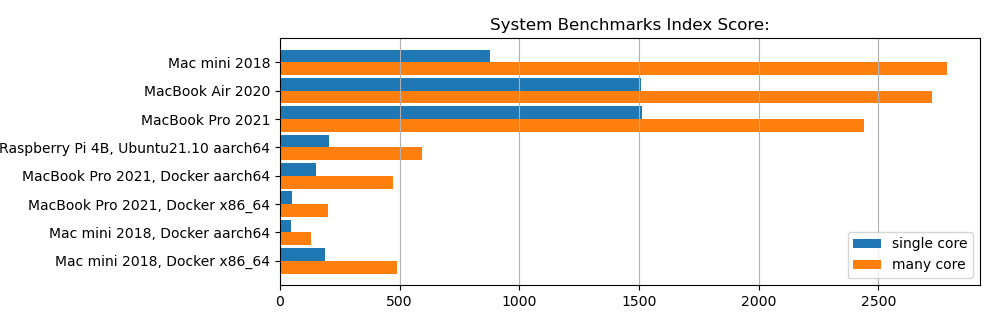 System Benchmarks Index Score:
Mac mini 2018
MacBook Air 2020
MacBook Pro 2021
Raspberry Pi 4B, Ubuntu21.10 aarch64
MacBook Pro 2021, Docker aarch64
MacBook Pro 2021, Docker x86_64
Mac mini 2018, Docker aarch64
Mac mini 2018, Docker x86_64
single core
many core
0 500 1000 1500 2000 2500